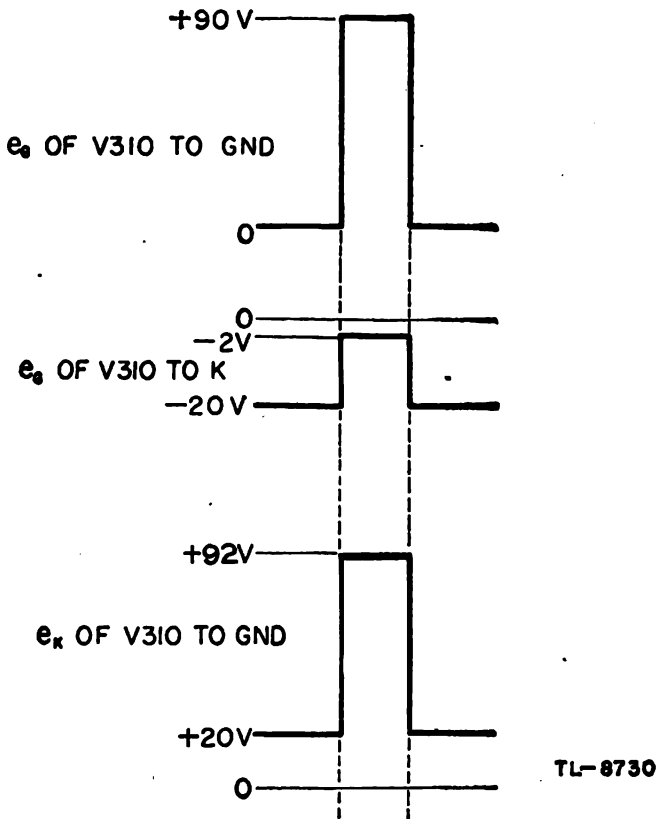 +90 V
eG OF V310 TO GND
0
0
-2V
eG OF V310 TO K
-20 V
+92V
eK OF V310 TO GND
+20V
0
TL-8730